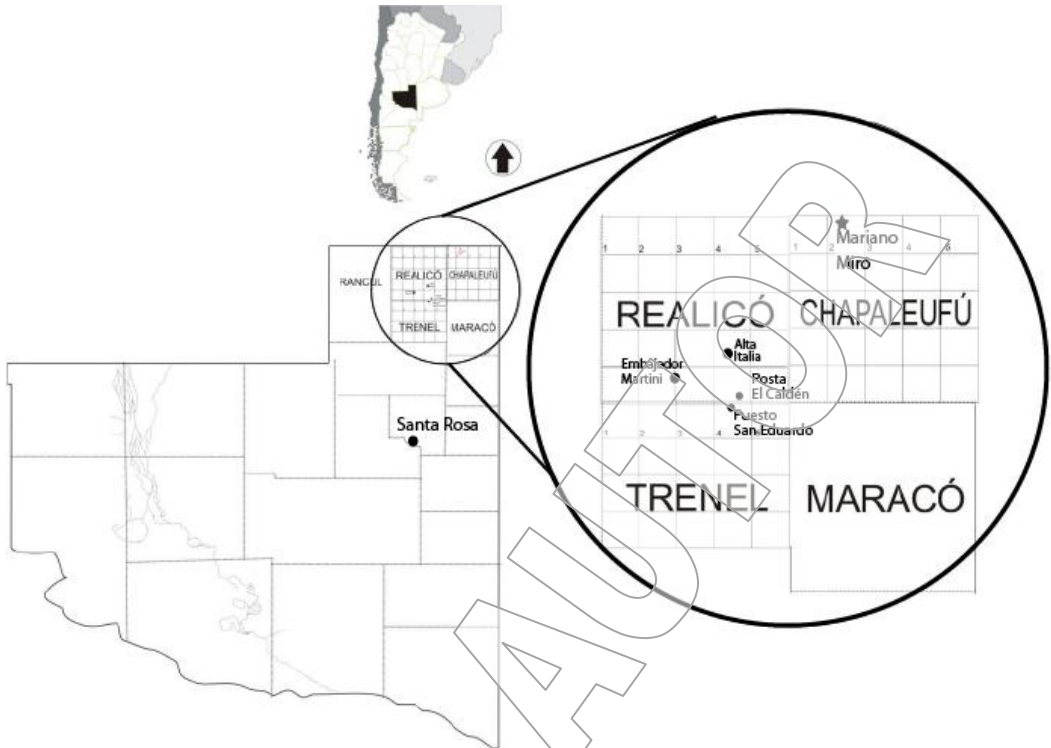 RANCUL
REALICÓ
CHAPALEUFÚ
TRENEL
MARACÓ
Santa Rosa
1 2 3 4 5 1 2 3 4 5
Mariano
Miró
REALICÓ
CHAPALEUFÚ
Alta
Italia
Embajador
Martini
Posta
El Caldén
Puesto
San Eduardo
1 2 3 4
TRENEL
MARACÓ
AUTOR